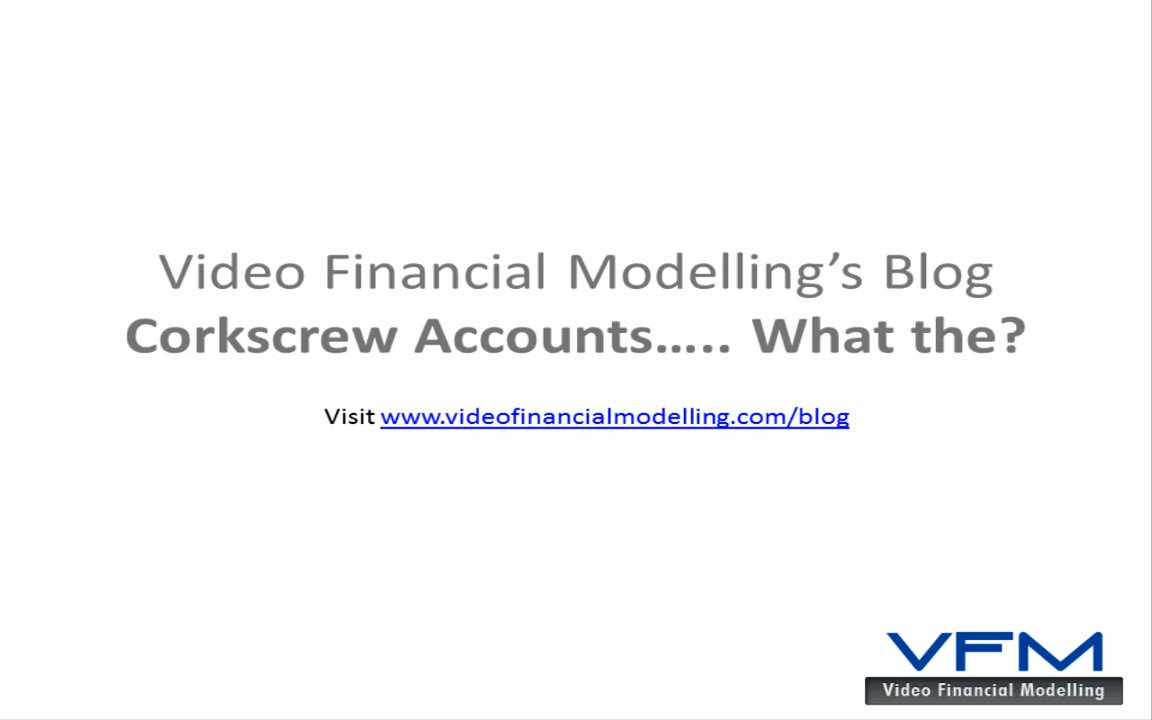 Video Financial Modelling’s Blog
Corkscrew Accounts….. What the?
Visit www.videofinancialmodelling.com/blog
VFM
Video Financial Modelling